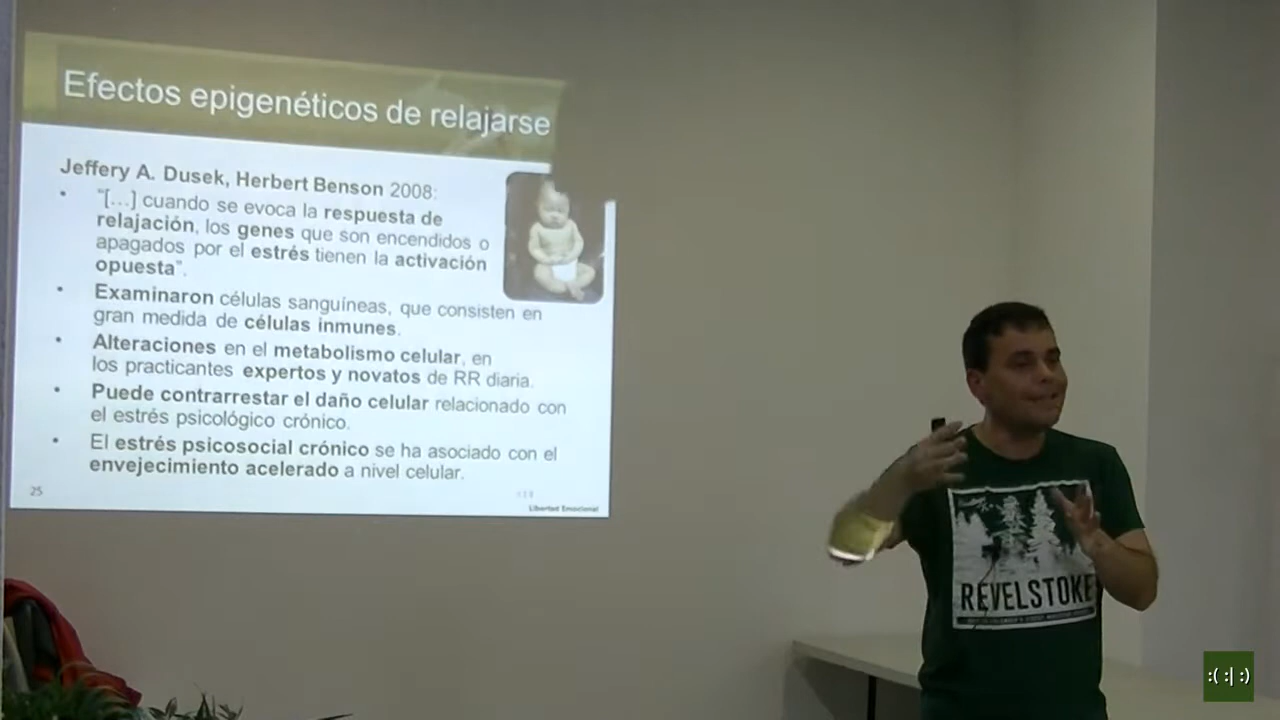 Efectos epigenéticos de relajarse
Jeffery A. Dusek, Herbert Benson 2008:
• "[…] cuando se evoca la respuesta de
relajación, los genes que son encendidos o
apagados por el estrés tienen la activación
opuesta".
• Examinaron células sanguíneas, que consisten en
gran medida de células inmunes.
• Alteraciones en el metabolismo celular, en
los practicantes expertos y novatos de RR diaria.
• Puede contrarrestar el daño celular relacionado con
el estrés psicológico crónico.
• El estrés psicosocial crónico se ha asociado con el
envejecimiento acelerado a nivel celular.
25
Libertad Emocional
REVELSTOKE
:( :| :)